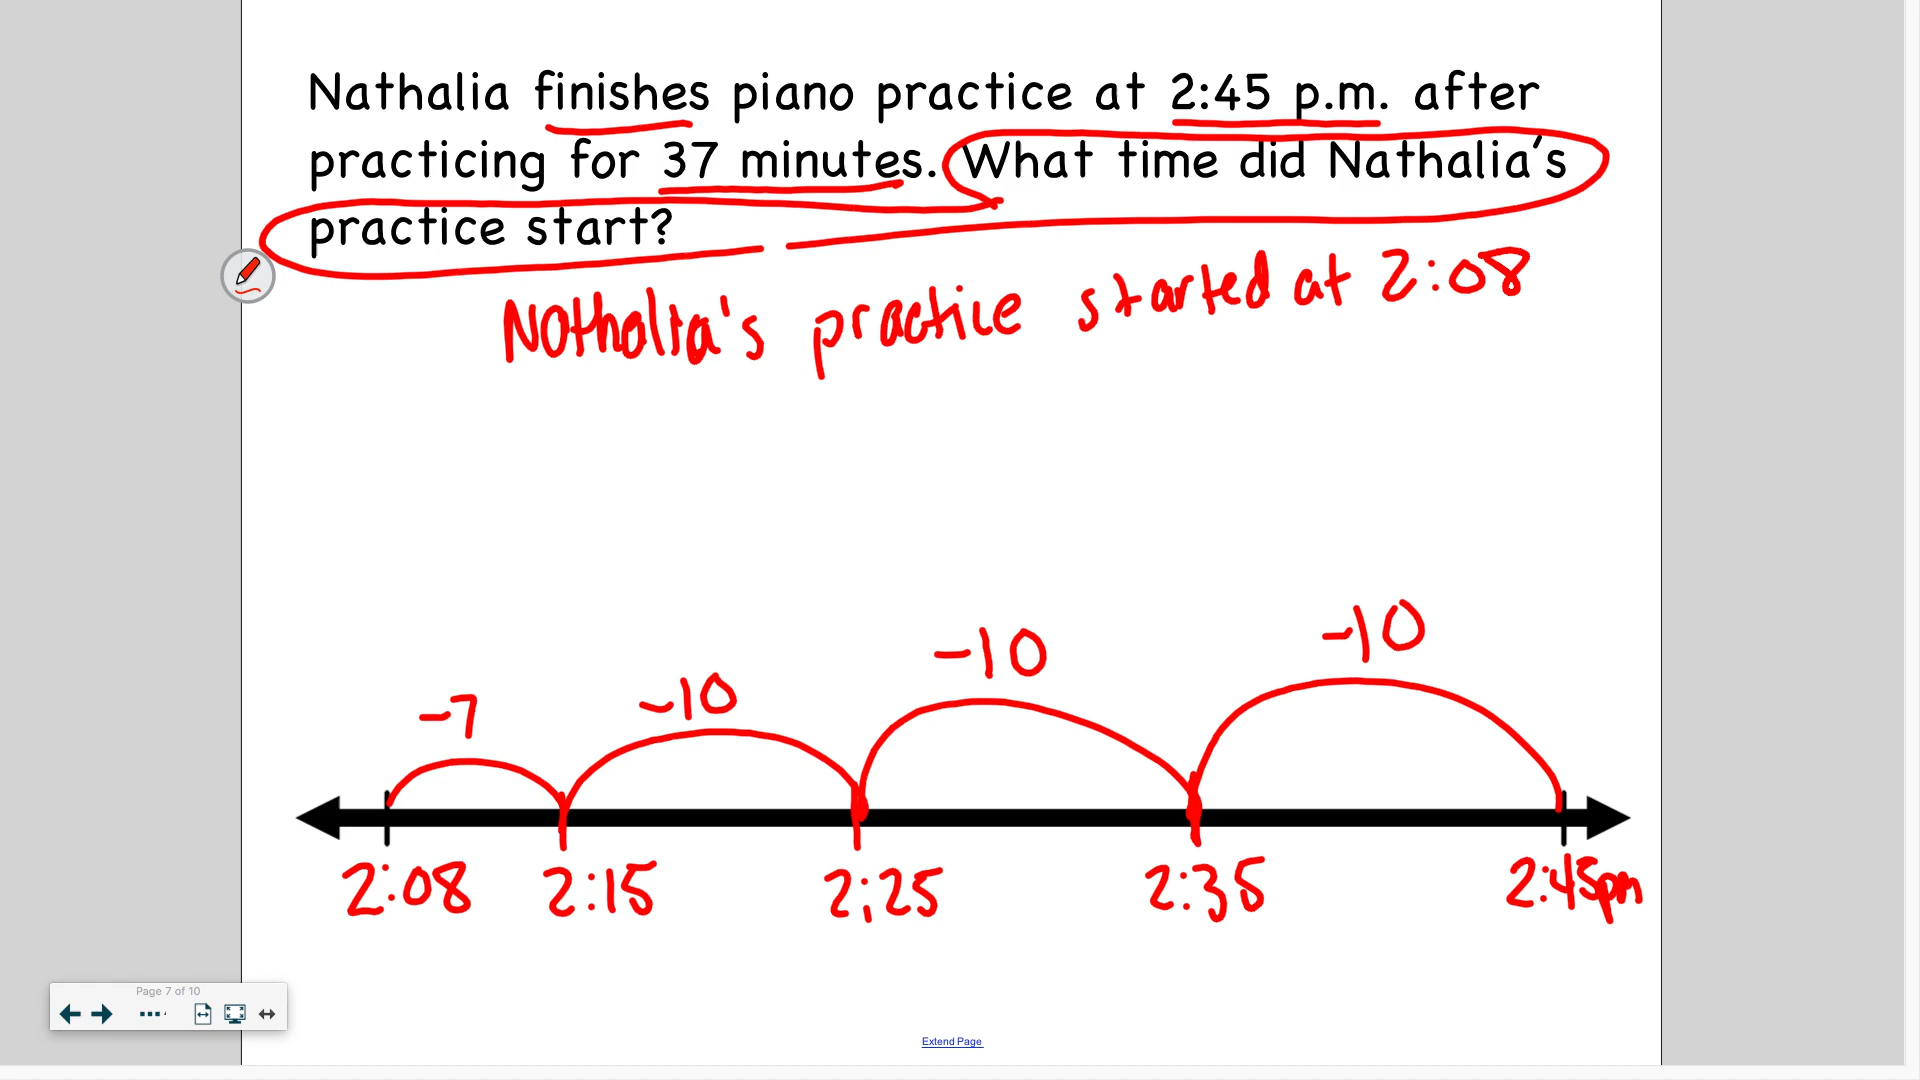 Nathalia finishes piano practice at 2:45 p.m. after
practicing for 37 minutes. What time did Nathalia's
practice start?
Nathalia's practice started at 2:08
-7 -10 -10 -10
2:08 2:15 2:25 2:35 2:45pm
Page 7 of 10
Extend Page